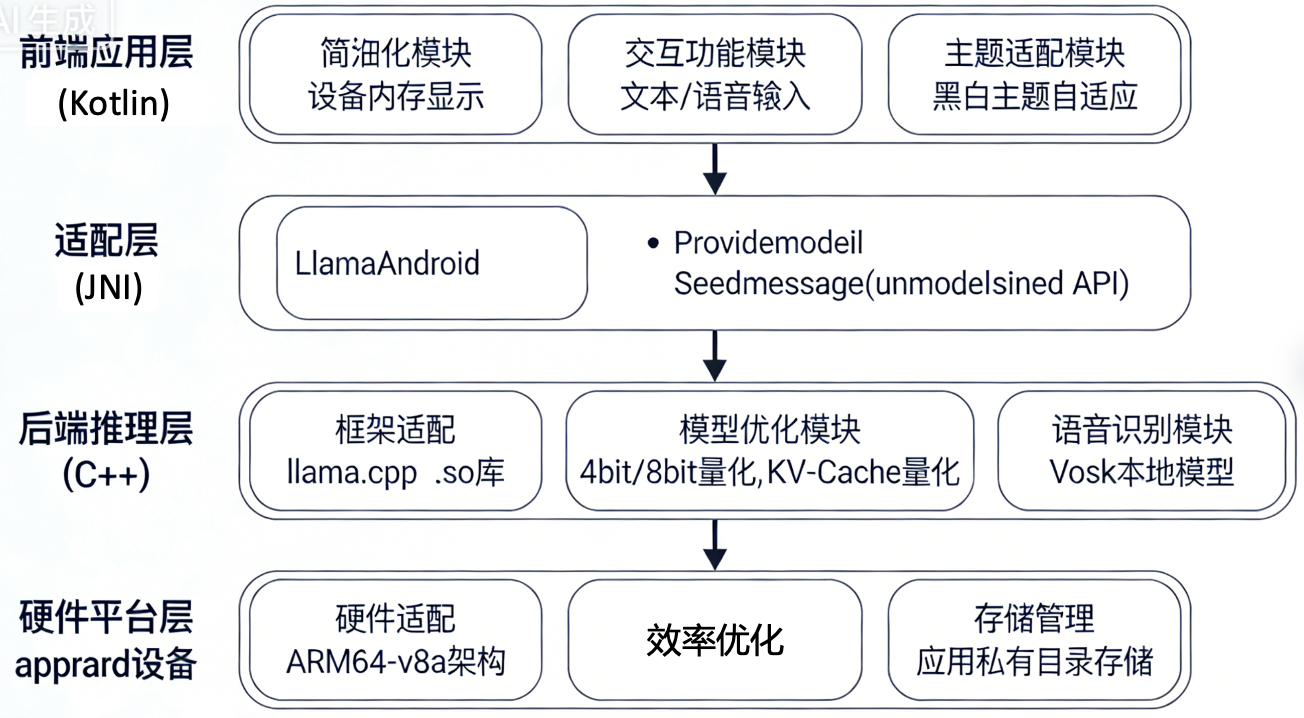 AI 生成
前端应用层
(Kotlin)
简油化模块
设备内存显示
交互功能模块
文本/语音输入
主题适配模块
黑白主题自适应
适配层
(JNI)
LlamaAndroid
• Providemodeil
Seedmessage(unmodelsined API)
后端推理层
(C++)
框架适配
llama.cpp .so库
模型优化模块
4bit/8bit量化,KV-Cache量化
语音识别模块
Vosk本地模型
硬件平台层
apprard设备
硬件适配
ARM64-v8a架构
效率优化
存储管理
应用私有目录存储